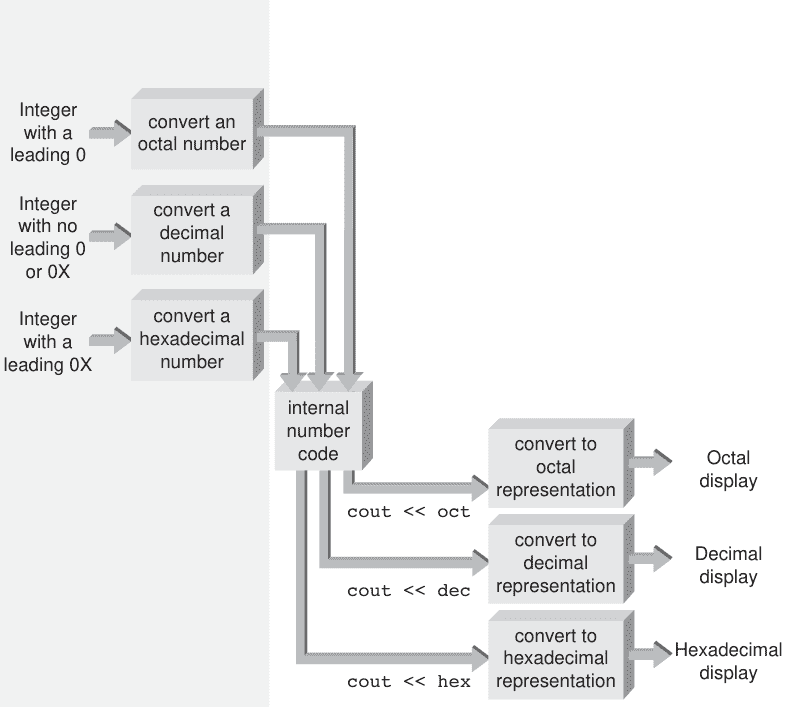 Integer
with a
leading 0
convert an
octal number
Integer
with no
leading 0
or 0X
convert a
decimal
number
Integer
with a
leading 0X
convert a
hexadecimal
number
internal
number
code
convert to
octal
representation
Octal
display
cout << oct
convert to
decimal
representation
Decimal
display
cout << dec
convert to
hexadecimal
representation
Hexadecimal
display
cout << hex